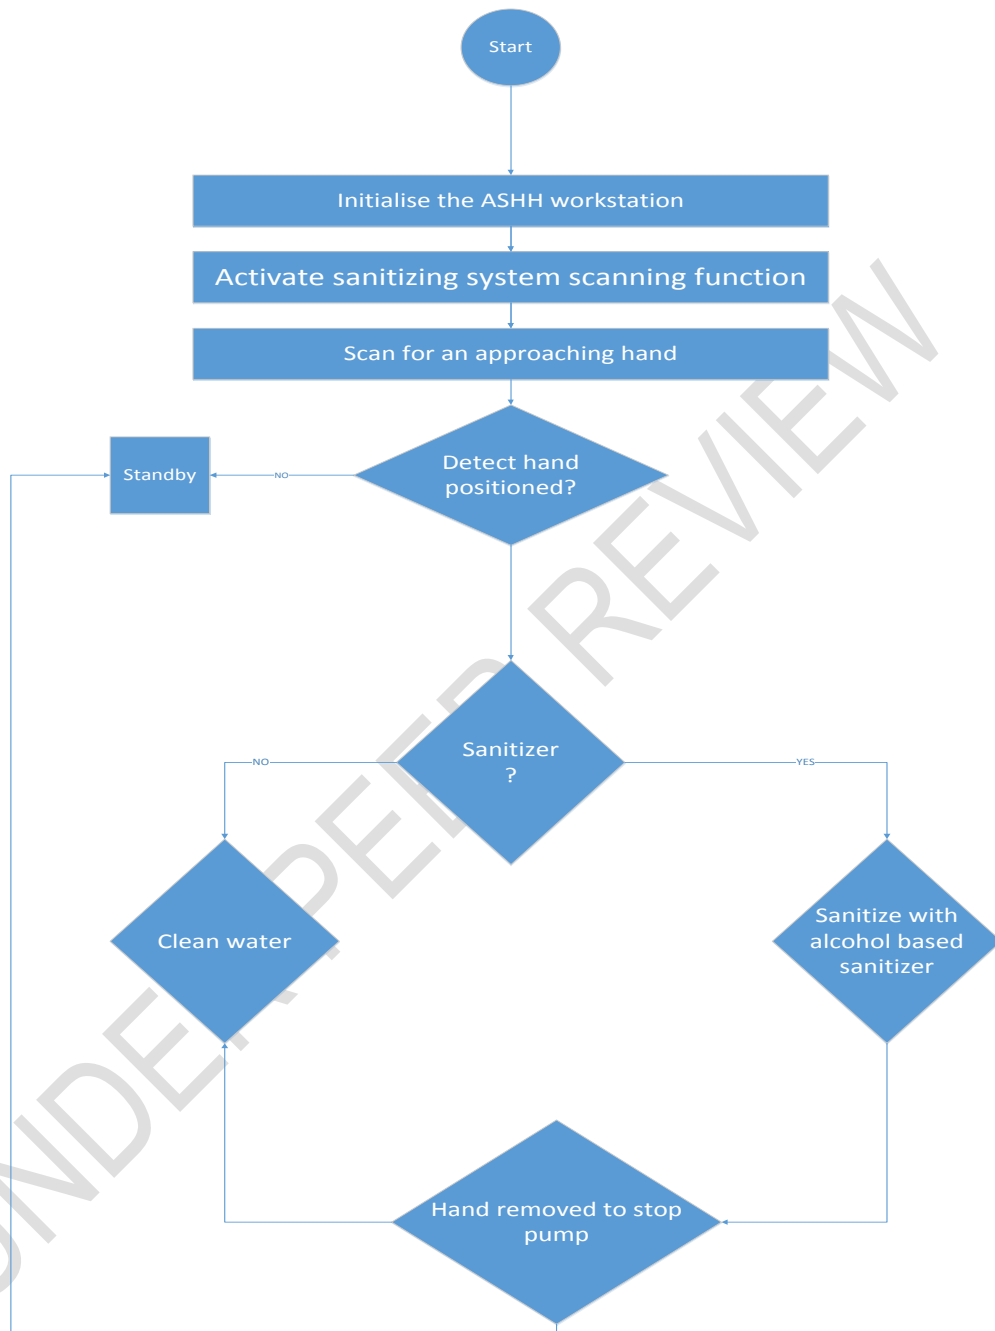 Start
Initialise the ASHH workstation
Activate sanitizing system scanning function
Scan for an approaching hand
Detect hand
positioned?
NO
Standby
Sanitizer
?
NO
YES
Clean water
Sanitize with
alcohol based
sanitizer
Hand removed to stop
pump
UNDER PEER REVIEW